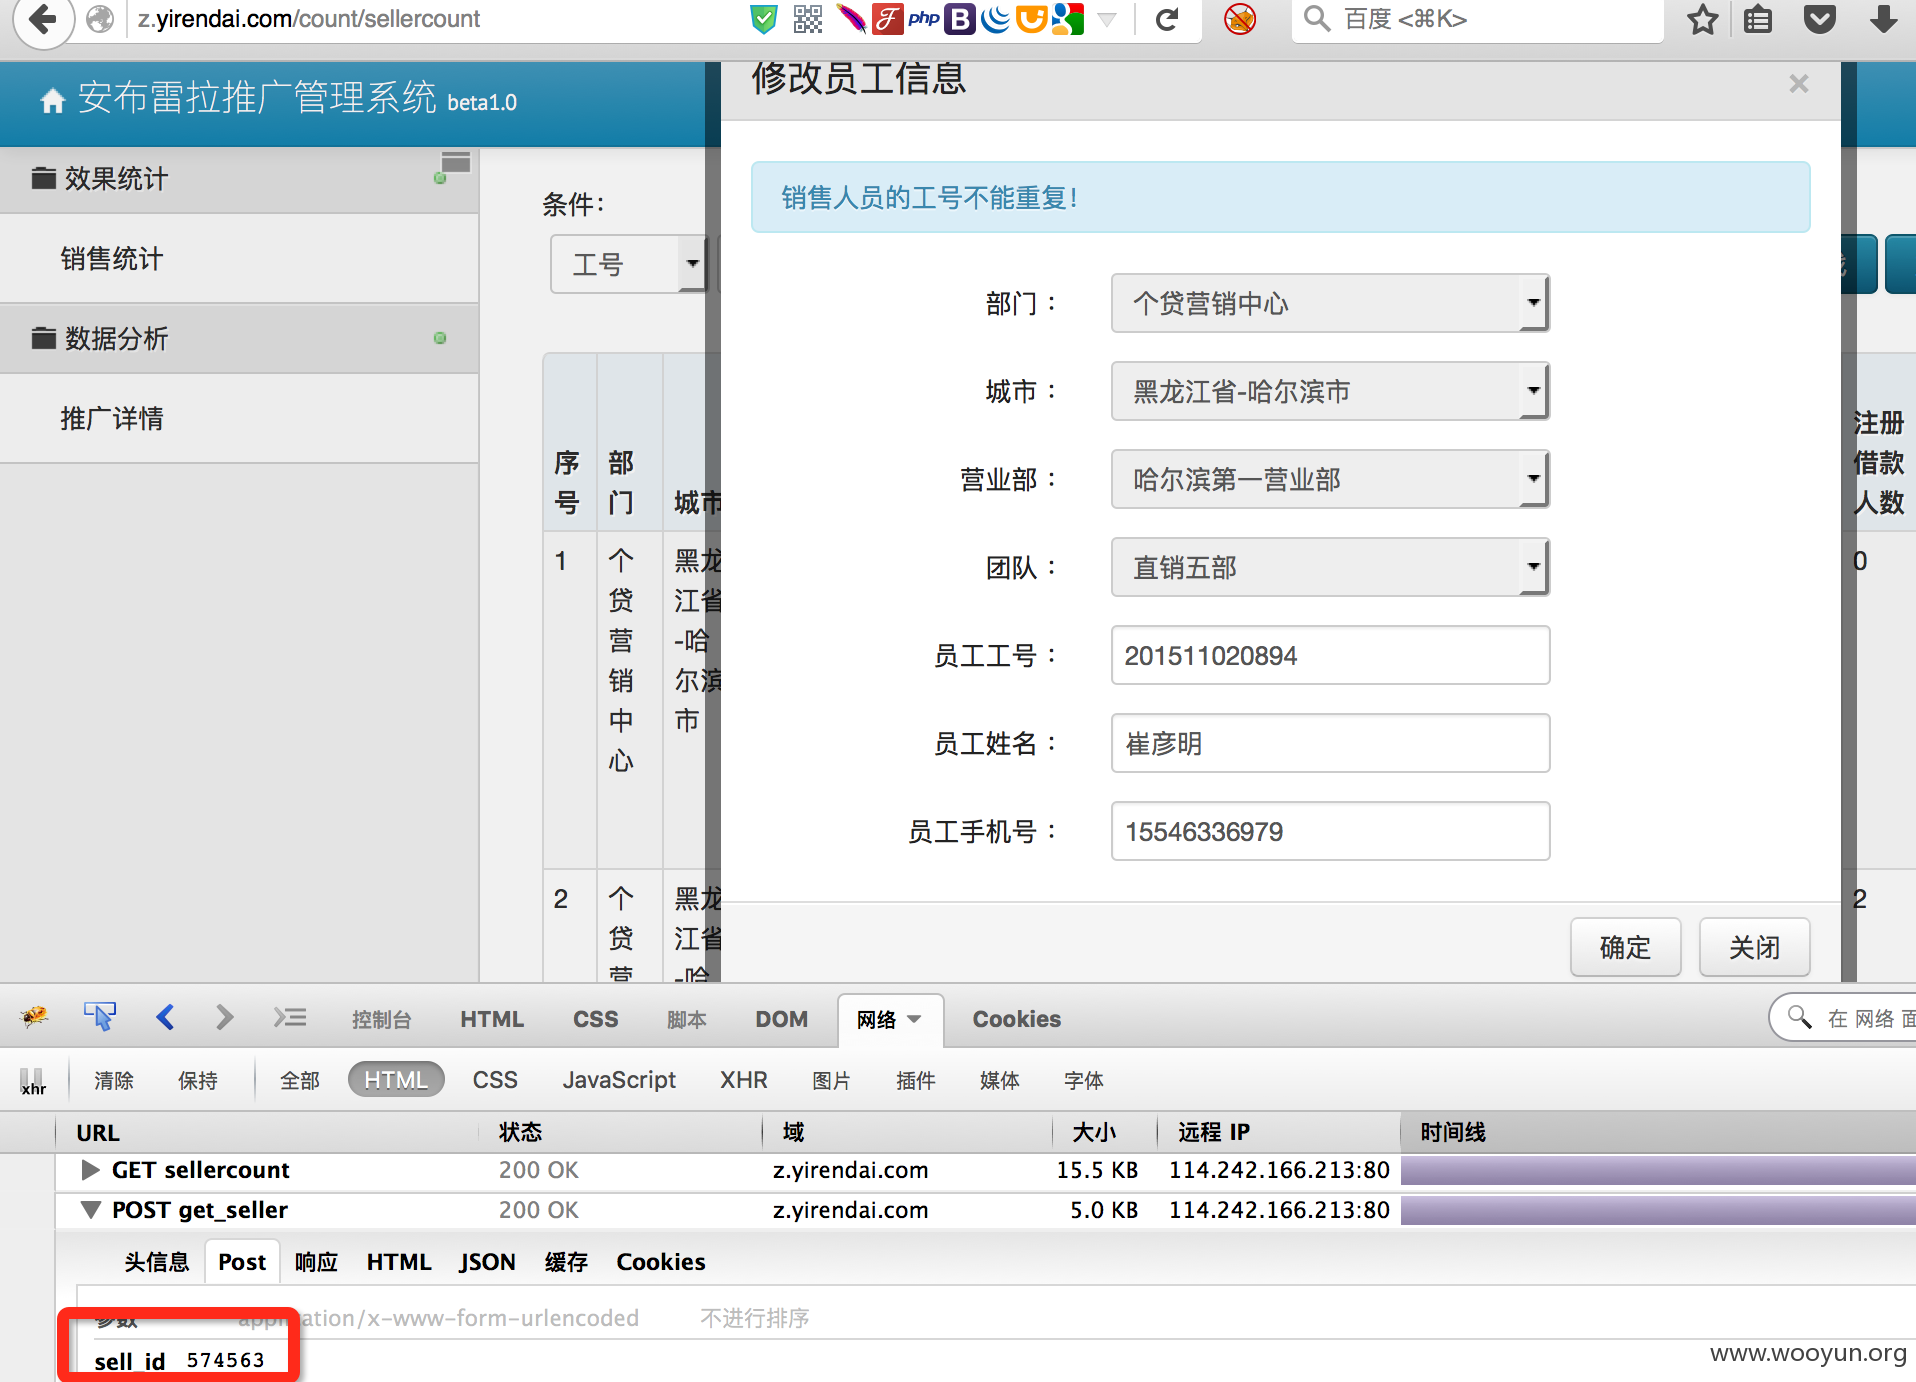 z.yirendai.com/count/sellercount
php
B
百度 <⌘K>
安布雷拉推广管理系统 beta1.0
效果统计
销售统计
数据分析
推广详情
条件:
工号
序号
部门
城市
注册借款人数
1
个贷营销中心
黑龙江省-哈尔滨市
0
2
个贷营
黑龙江省-哈
2
修改员工信息
×
销售人员的工号不能重复!
部门: 个贷营销中心
城市: 黑龙江省-哈尔滨市
营业部: 哈尔滨第一营业部
团队: 直销五部
员工工号: 201511020894
员工姓名: 崔彦明
员工手机号: 15546336979
确定 关闭
控制台 HTML CSS 脚本 DOM 网络 Cookies
在 网络 面
xhr 清除 保持 全部 HTML CSS JavaScript XHR 图片 插件 媒体 字体
URL 状态 域 大小 远程 IP 时间线
GET sellercount 200 OK z.yirendai.com 15.5 KB 114.242.166.213:80
POST get_seller 200 OK z.yirendai.com 5.0 KB 114.242.166.213:80
头信息 Post 响应 HTML JSON 缓存 Cookies
参数 application/x-www-form-urlencoded 不进行排序
sell_id 574563
www.wooyun.org